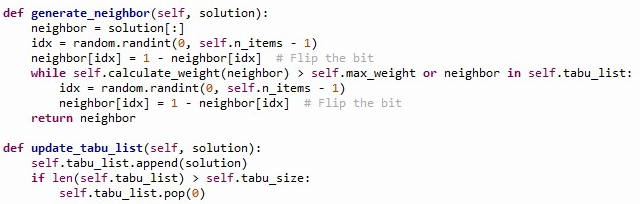 def generate_neighbor(self, solution):
    neighbor = solution[:]
    idx = random.randint(0, self.n_items - 1)
    neighbor[idx] = 1 - neighbor[idx]  # Flip the bit
    while self.calculate_weight(neighbor) > self.max_weight or neighbor in self.tabu_list:
        idx = random.randint(0, self.n_items - 1)
        neighbor[idx] = 1 - neighbor[idx]  # Flip the bit
    return neighbor

def update_tabu_list(self, solution):
    self.tabu_list.append(solution)
    if len(self.tabu_list) > self.tabu_size:
        self.tabu_list.pop(0)